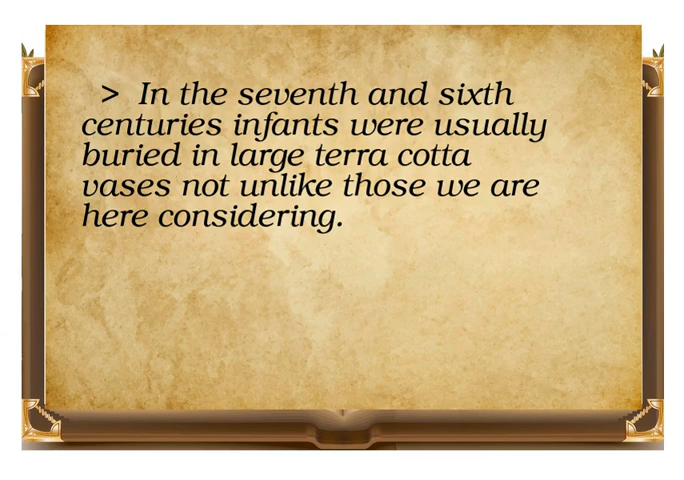 > In the seventh and sixth
centuries infants were usually
buried in large terra cotta
vases not unlike those we are
here considering.